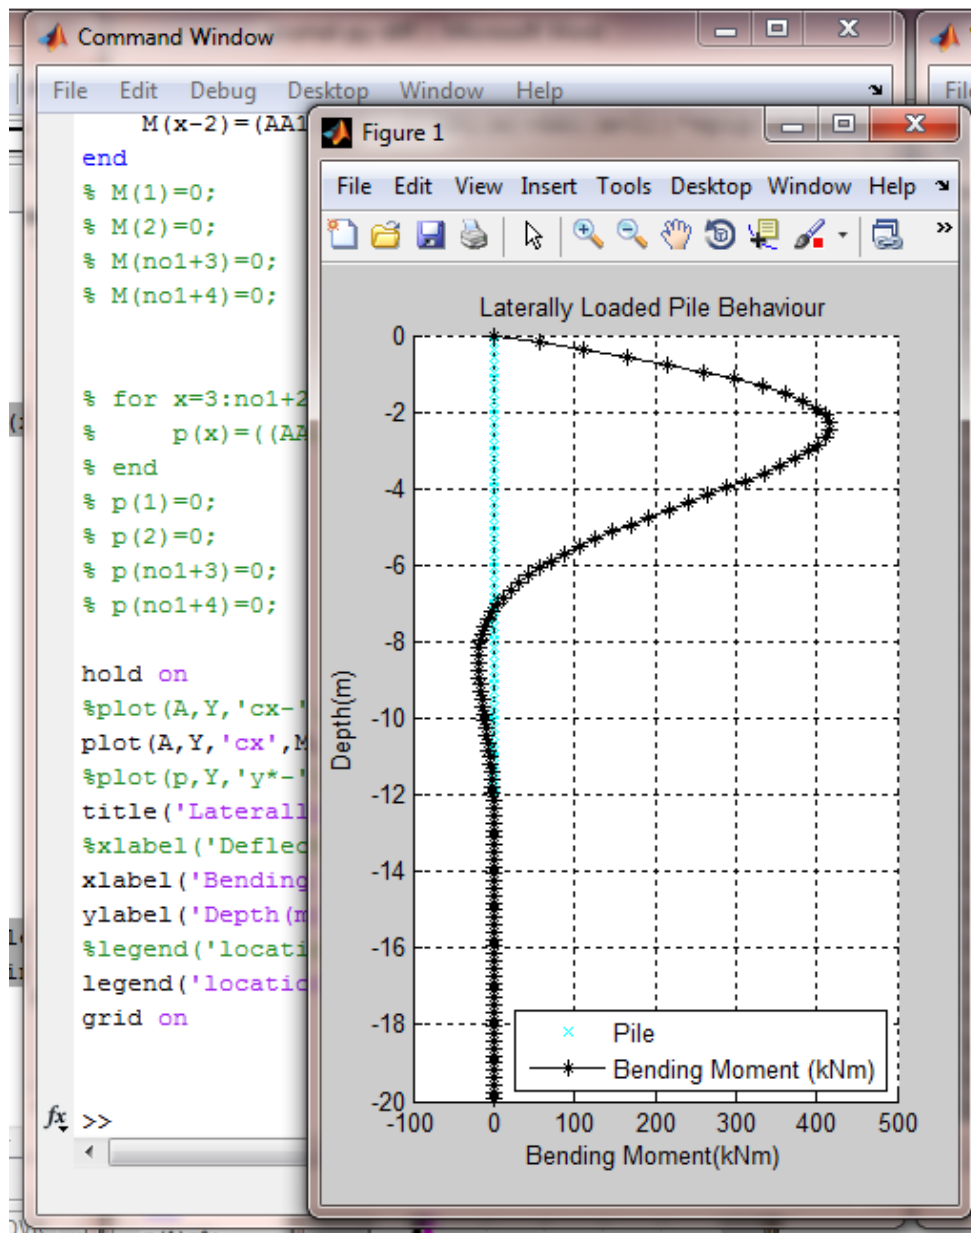 Command Window
File Edit Debug Desktop Window Help
M(x-2)=(AA1
end
% M(1)=0;
% M(2)=0;
% M(no1+3)=0;
% M(no1+4)=0;
% for x=3:no1+2
% p(x)=((AA
% end
% p(1)=0;
% p(2)=0;
% p(no1+3)=0;
% p(no1+4)=0;
hold on
%plot(A,Y,'cx-'
plot(A,Y,'cx',M
%plot(p,Y,'y*-'
title('Laterall
%xlabel('Deflec
xlabel('Bending
ylabel('Depth(m
%legend('locati
legend('locatio
grid on
fx >>
Figure 1
File Edit View Insert Tools Desktop Window Help
Laterally Loaded Pile Behaviour
0
-2
-4
-6
-8
-10
-12
-14
-16
-18
-20
Depth(m)
Pile
Bending Moment (kNm)
-100 0 100 200 300 400 500
Bending Moment(kNm)